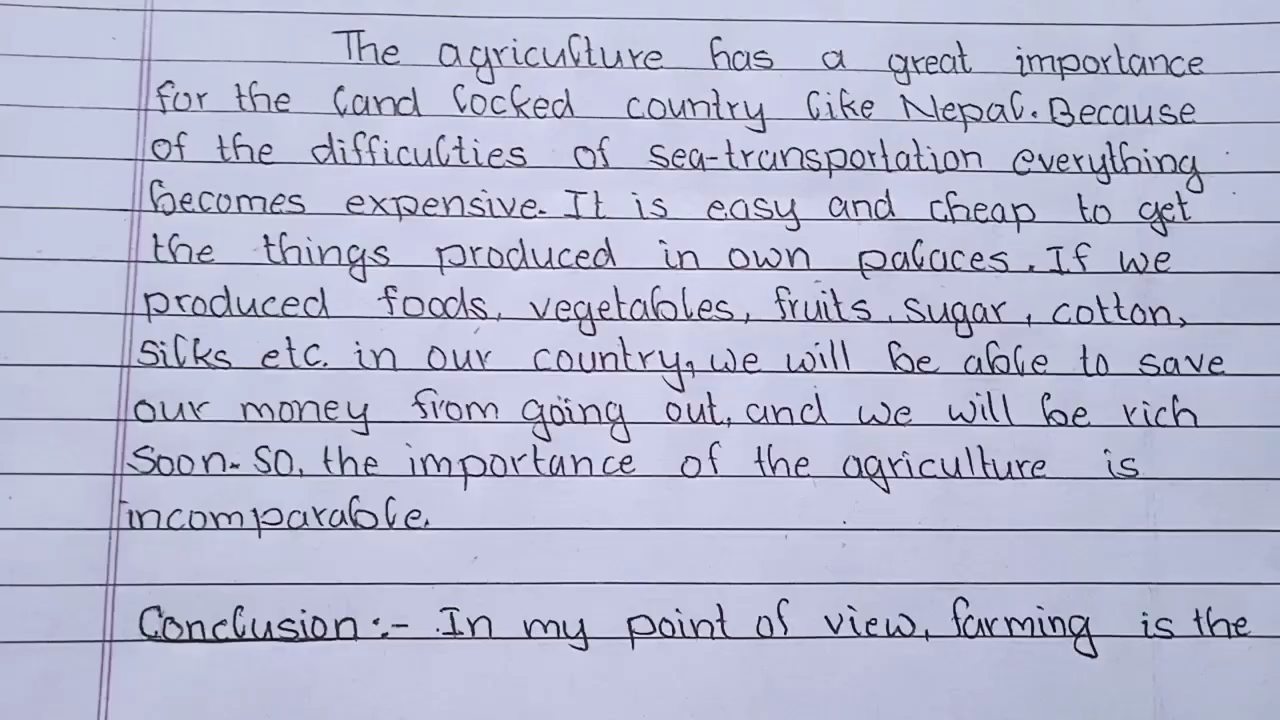 The agriculture has a great importance
for the land locked country like Nepal. Because
of the difficulties of sea-transportation everything
becomes expensive. It is easy and cheap to get
the things produced in own palaces. If we
produced foods, vegetables, fruits, sugar, cotton,
silks etc. in our country, we will be able to save
our money from going out, and we will be rich
soon. So, the importance of the agriculture is
incomparable.
Conclusion :- In my point of view, farming is the